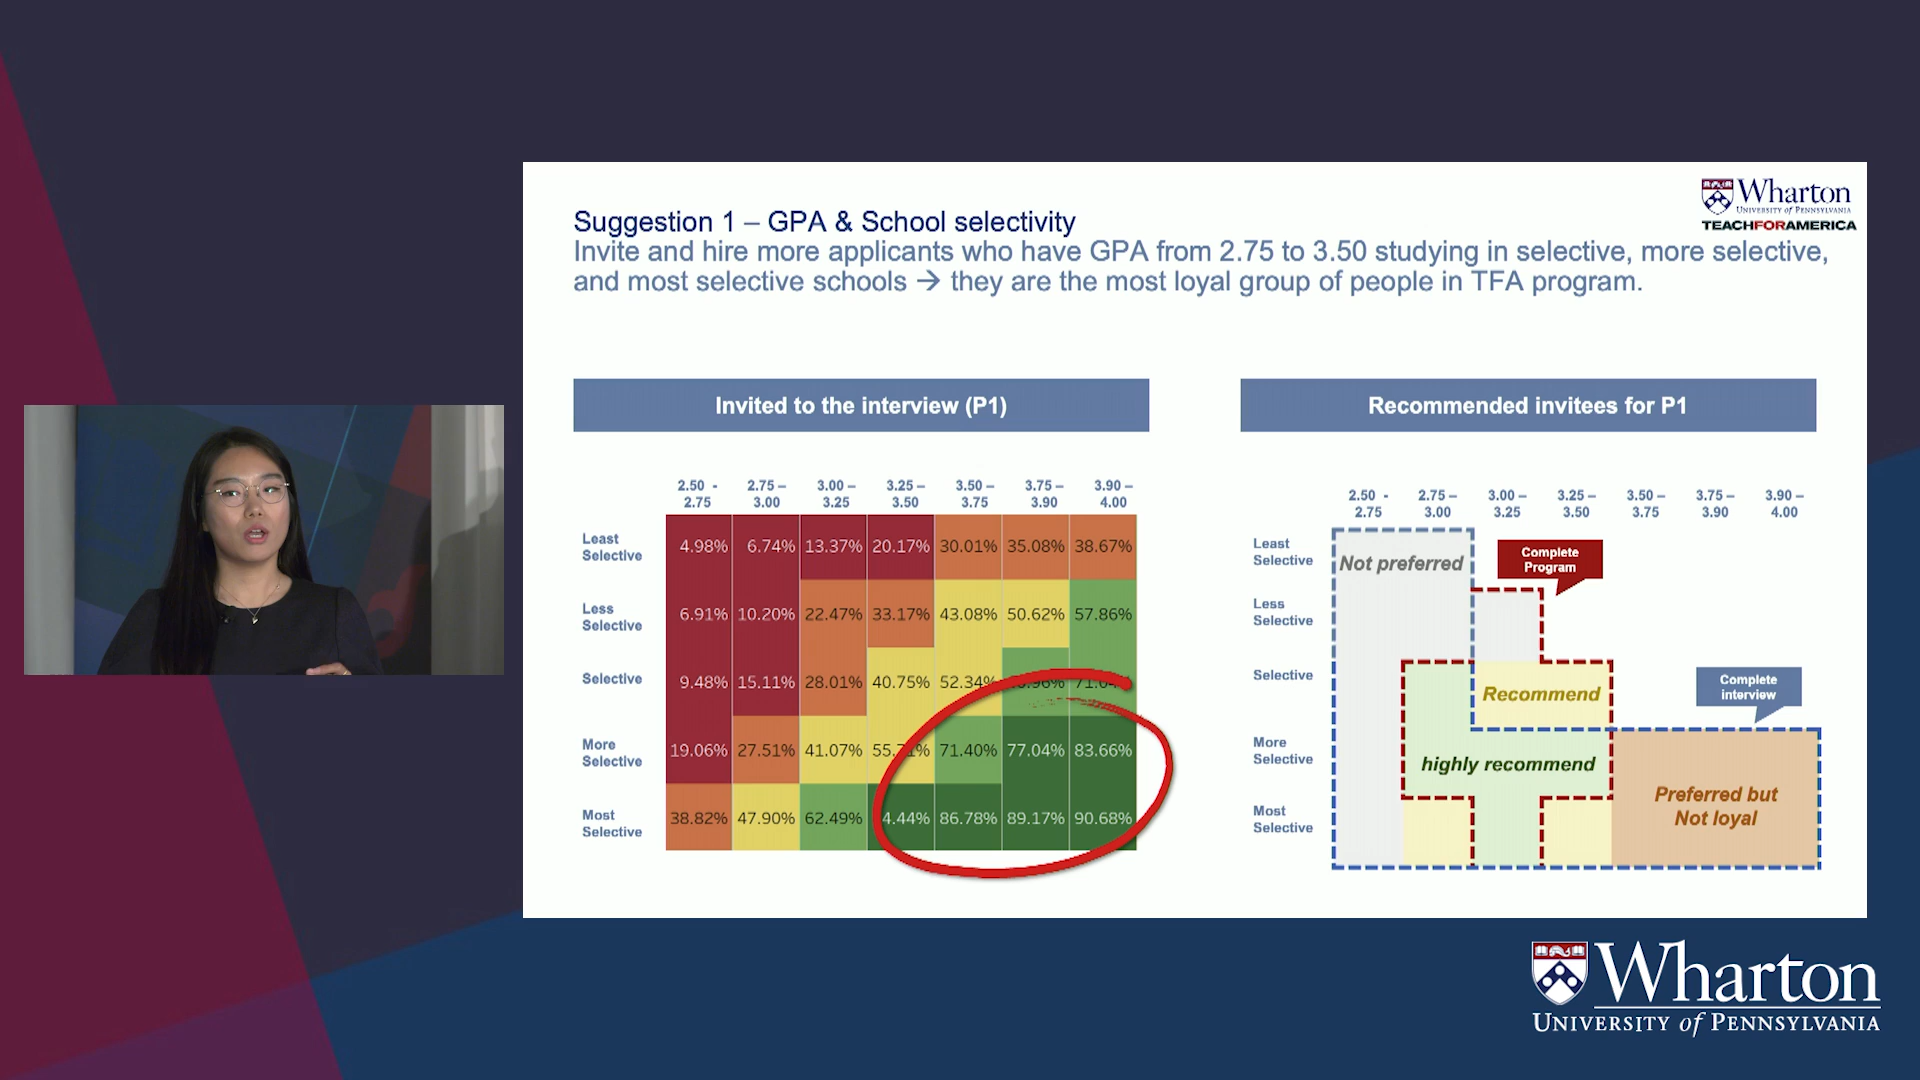 Wharton
UNIVERSITY of PENNSYLVANIA
TEACHFORAMERICA
Suggestion 1 – GPA & School selectivity
Invite and hire more applicants who have GPA from 2.75 to 3.50 studying in selective, more selective,
and most selective schools → they are the most loyal group of people in TFA program.
Invited to the interview (P1)
2.50 - 2.75 – 3.00 – 3.25 – 3.50 – 3.75 – 3.90 –
2.75 3.00 3.25 3.50 3.75 3.90 4.00
Least
Selective
4.98% 6.74% 13.37% 20.17% 30.01% 35.08% 38.67%
Less
Selective
6.91% 10.20% 22.47% 33.17% 43.08% 50.62% 57.86%
Selective
9.48% 15.11% 28.01% 40.75% 52.34%
More
Selective
19.06% 27.51% 41.07% 71.40% 77.04% 83.66%
Most
Selective
38.82% 47.90% 62.49% 4.44% 86.78% 89.17% 90.68%
Recommended invitees for P1
2.50 - 2.75 – 3.00 – 3.25 – 3.50 – 3.75 – 3.90 –
2.75 3.00 3.25 3.50 3.75 3.90 4.00
Least
Selective
Less
Selective
Selective
More
Selective
Most
Selective
Not preferred
Complete
Program
Recommend
Complete
interview
highly recommend
Preferred but
Not loyal
Wharton
UNIVERSITY of PENNSYLVANIA